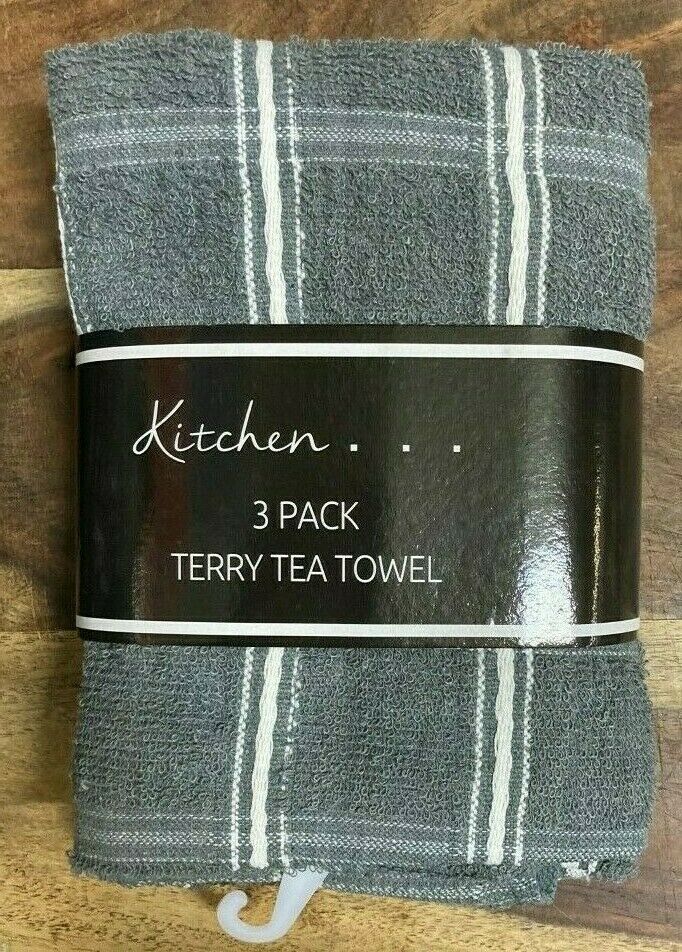 Kitchen . . .
3 PACK
TERRY TEA TOWEL